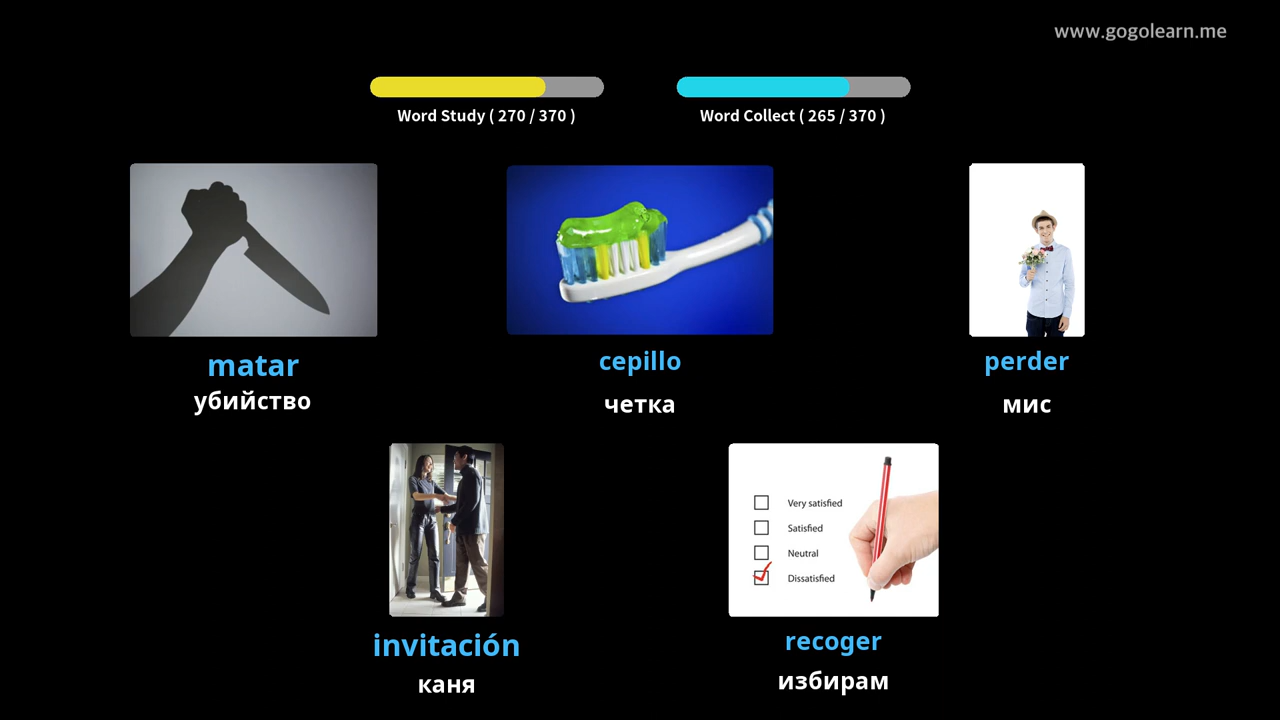 www.gogolearn.me
Word Study ( 270 / 370 )
Word Collect ( 265 / 370 )
matar
убийство
cepillo
четка
perder
мис
Very satisfied
Satisfied
Neutral
Dissatisfied
invitación
каня
recoger
избирам